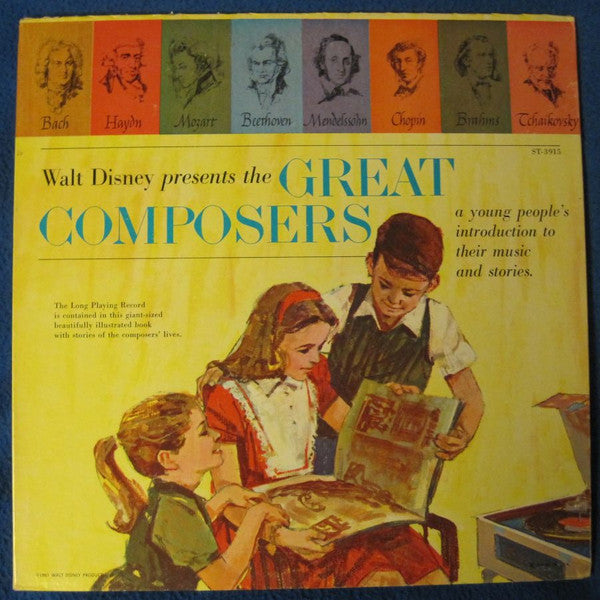 Bach Haydn Mozart Beethoven Mendelssohn Chopin Brahms Tchaikovsky
ST-3915
Walt Disney presents the GREAT
COMPOSERS
a young people's
introduction to
their music
and stories.
The Long Playing Record
is contained in this giant-sized
beautifully illustrated book
with stories of the composers' lives.
WALT DISNEY